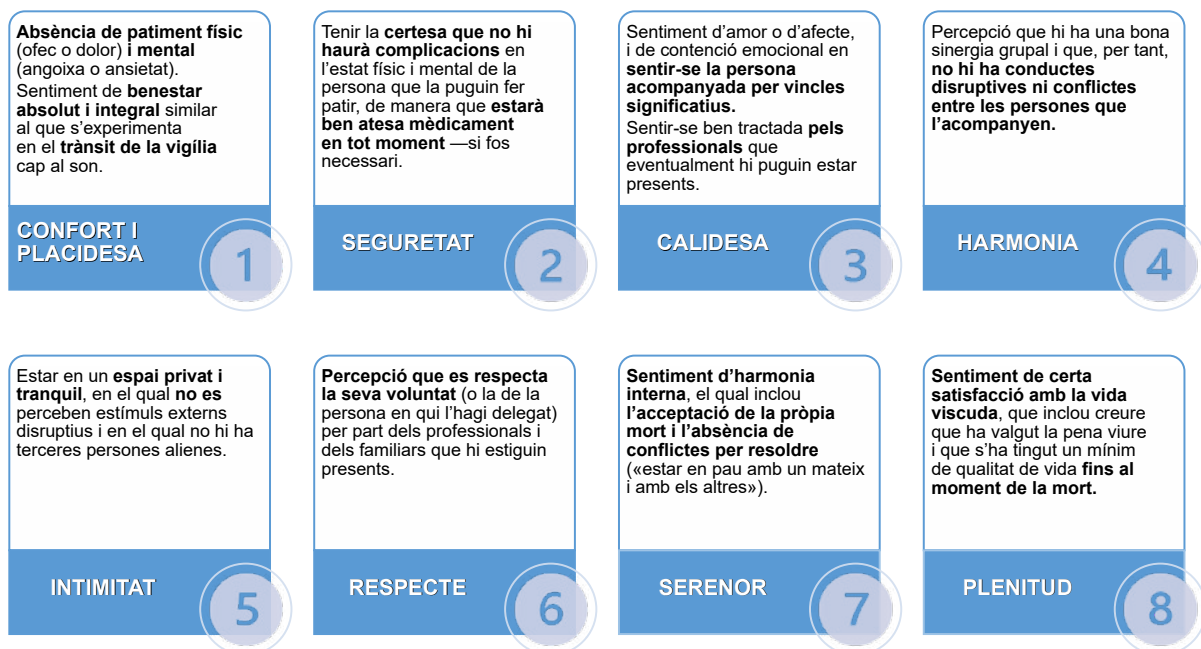 Absència de patiment físic
(ofec o dolor) i mental
(angoixa o ansietat).
Sentiment de benestar
absolut i integral similar
al que s’experimenta
en el trànsit de la vigília
cap al son.
CONFORT I
PLACIDESA
1
Tenir la certesa que no hi
haurà complicacions en
l’estat físic i mental de la
persona que la puguin fer
patir, de manera que estarà
ben atesa mèdicament
en tot moment —si fos
necessari.
SEGURETAT
2
Sentiment d’amor o d’afecte,
i de contenció emocional en
sentir-se la persona
acompanyada per vincles
significatius.
Sentir-se ben tractada pels
professionals que
eventualment hi puguin estar
presents.
CALIDESA
3
Percepció que hi ha una bona
sinergia grupal i que, per tant,
no hi ha conductes
disruptives ni conflictes
entre les persones que
l’acompanyen.
HARMONIA
4
Estar en un espai privat i
tranquil, en el qual no es
perceben estímuls externs
disruptius i en el qual no hi ha
terceres persones alienes.
INTIMITAT
5
Percepció que es respecta
la seva voluntat (o la de la
persona en qui l’hagi delegat)
per part dels professionals i
dels familiars que hi estiguin
presents.
RESPECTE
6
Sentiment d’harmonia
interna, el qual inclou
l’acceptació de la pròpia
mort i l’absència de
conflictes per resoldre
(«estar en pau amb un mateix
i amb els altres»).
SERENOR
7
Sentiment de certa
satisfacció amb la vida
viscuda, que inclou creure
que ha valgut la pena viure
i que s’ha tingut un mínim
de qualitat de vida fins al
moment de la mort.
PLENITUD
8